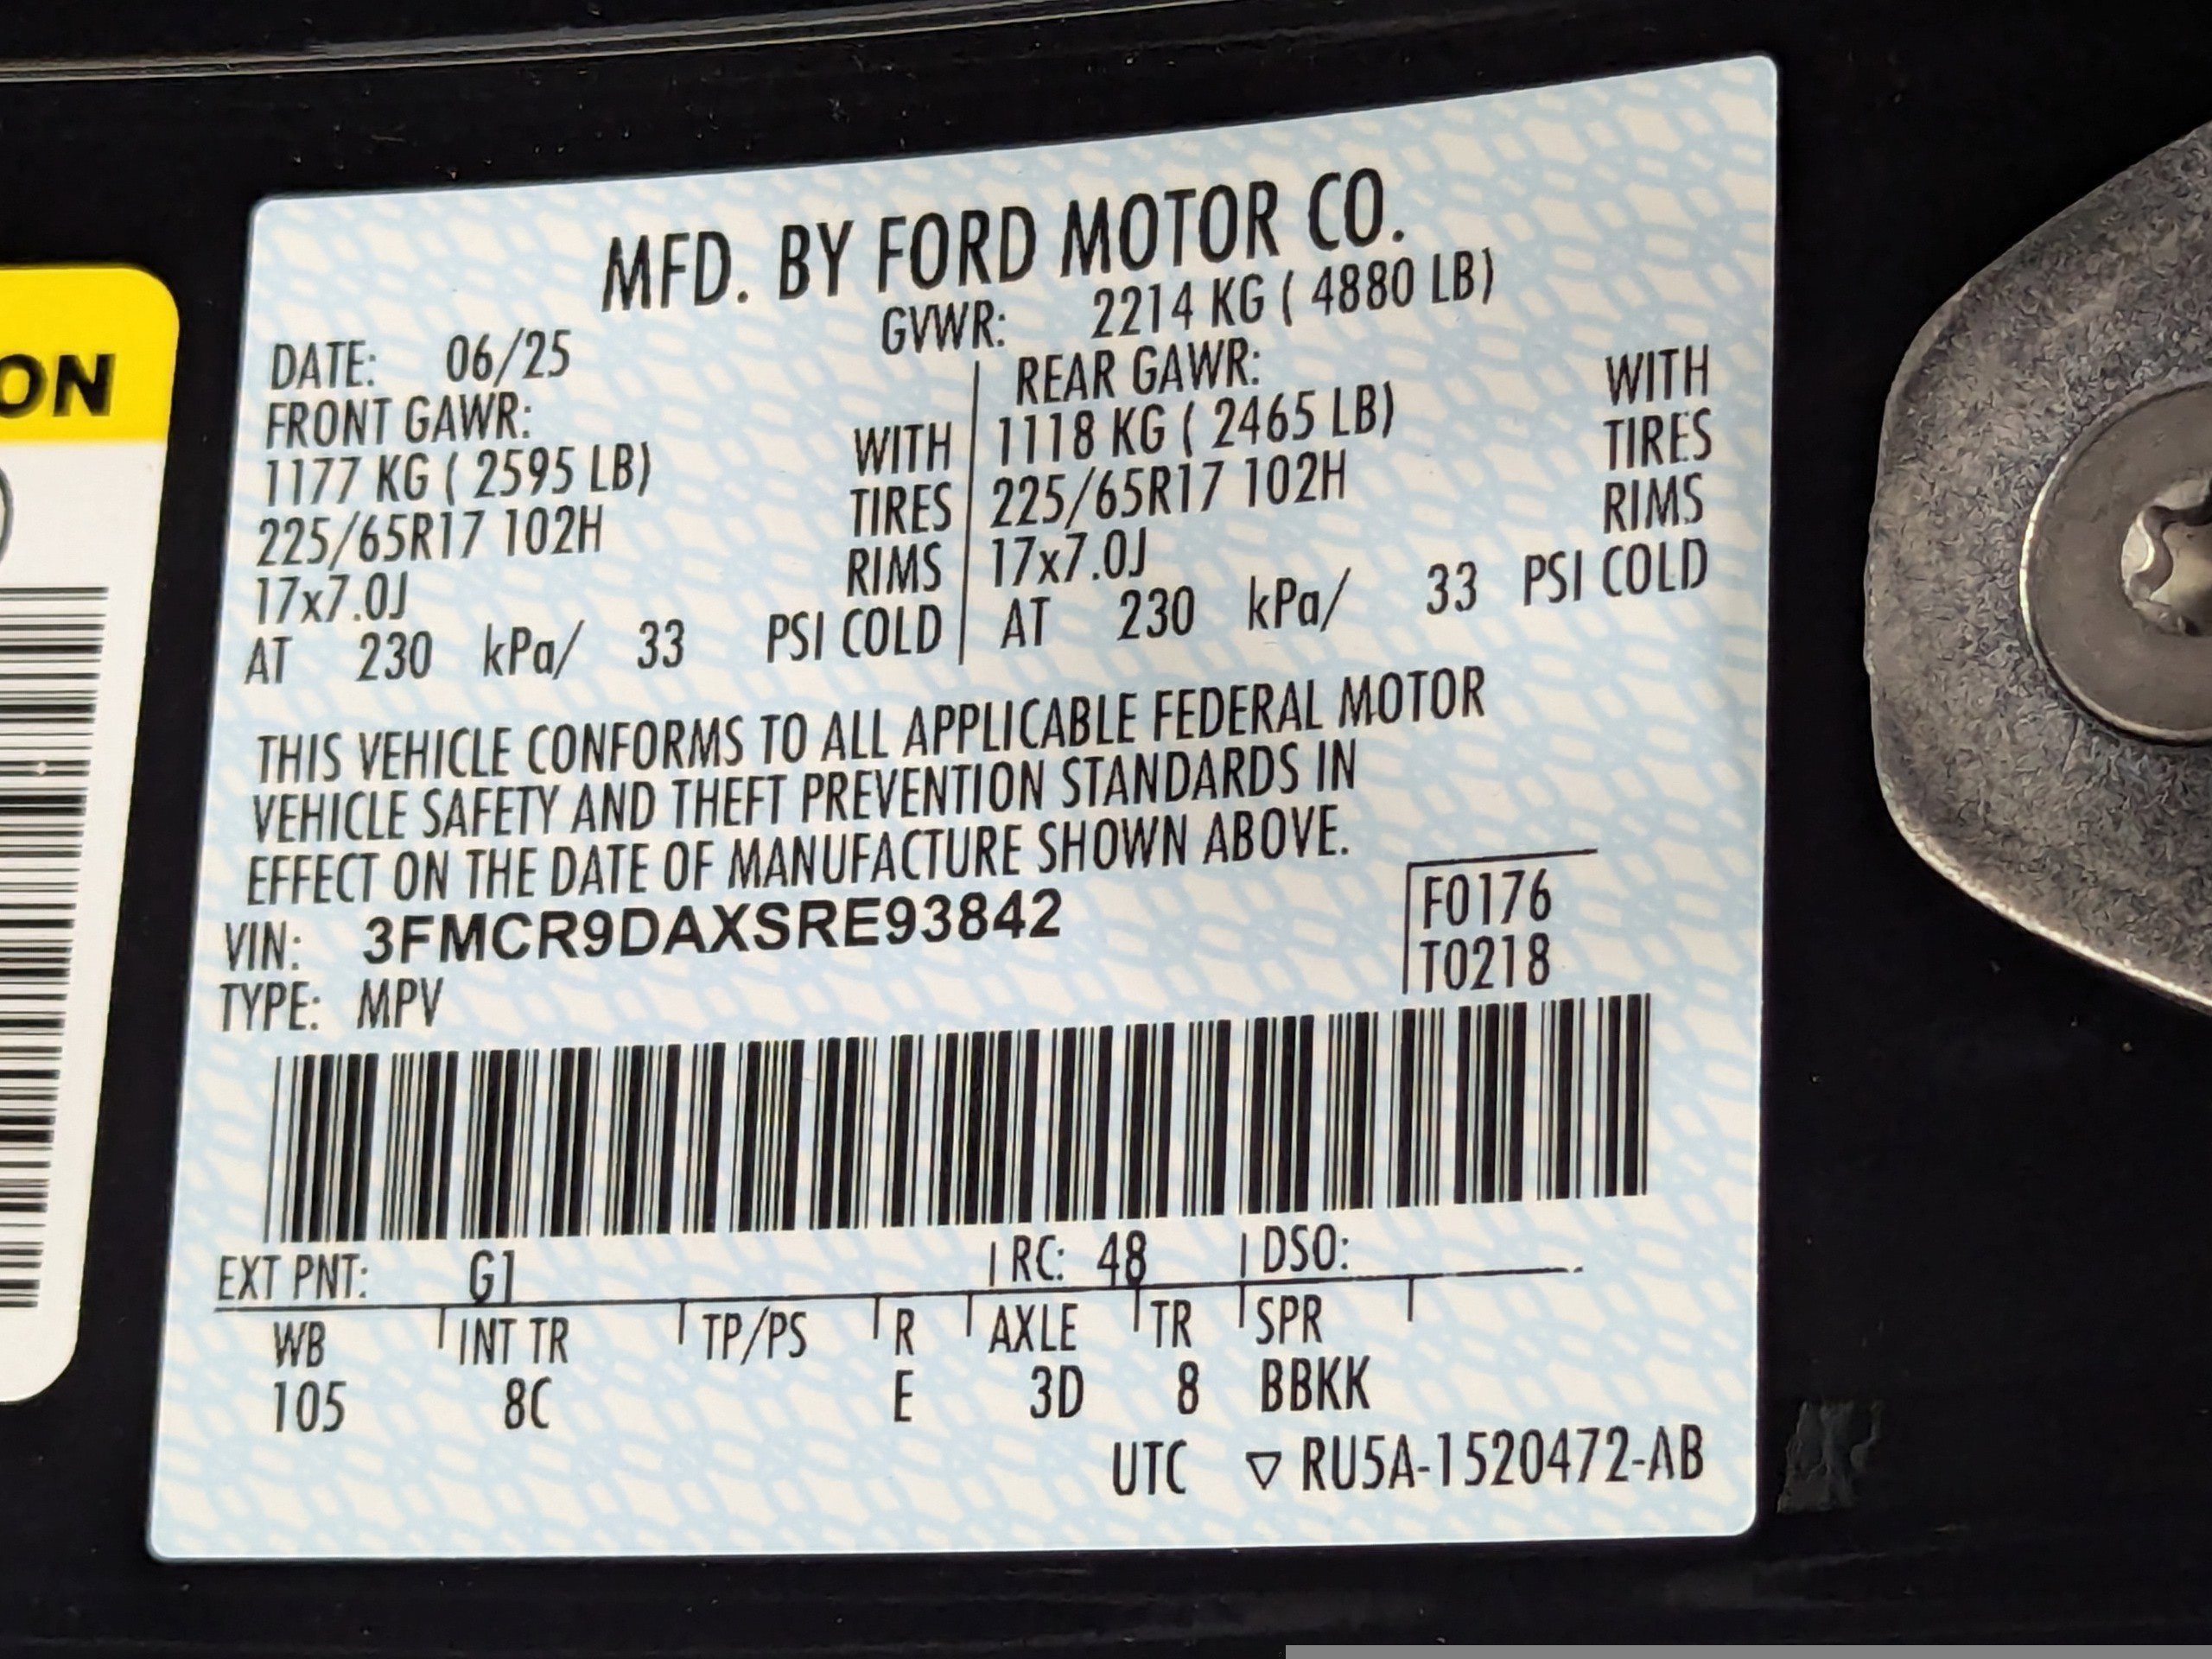 ON
MFD. BY FORD MOTOR CO.
DATE: 06/25 GVWR: 2214 KG ( 4880 LB)
FRONT GAWR: REAR GAWR:
1177 KG ( 2595 LB) WITH 1118 KG ( 2465 LB) WITH
225/65R17 102H TIRES 225/65R17 102H TIRES
17x7.0J RIMS 17x7.0J RIMS
AT 230 kPa/ 33 PSI COLD AT 230 kPa/ 33 PSI COLD
THIS VEHICLE CONFORMS TO ALL APPLICABLE FEDERAL MOTOR
VEHICLE SAFETY AND THEFT PREVENTION STANDARDS IN
EFFECT ON THE DATE OF MANUFACTURE SHOWN ABOVE.
VIN: 3FMCR9DAXSRE93842 F0176
TYPE: MPV T0218
EXT PNT: G1 RC: 48 DSO:
WB INT TR TP/PS R AXLE TR SPR
105 8C E 3D 8 BBKK
UTC ▽ RU5A-1520472-AB